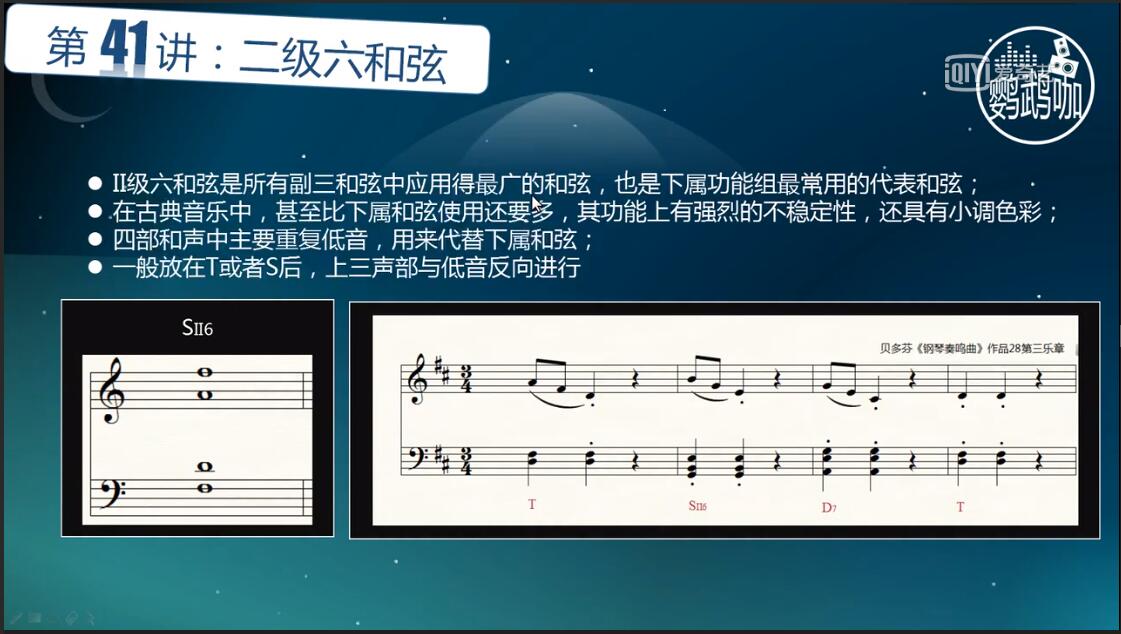 第 41 讲：二级六和弦
iQIYI 爱奇艺
鹦鹉咖
II级六和弦是所有副三和弦中应用得最广的和弦，也是下属功能组最常用的代表和弦；
在古典音乐中，甚至比下属和弦使用还要多，其功能上有强烈的不稳定性，还具有小调色彩；
四部和声中主要重复低音，用来代替下属和弦；
一般放在T或者S后，上三声部与低音反向进行
SII6
贝多芬《钢琴奏鸣曲》作品28第三乐章
3 4
3 4
T SII6 D7 T